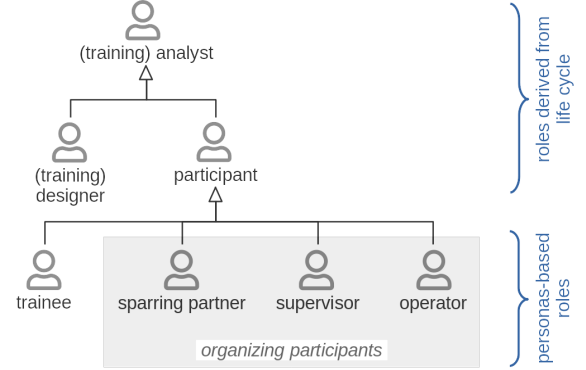 (training) analyst
(training)
designer
participant
trainee
sparring partner
supervisor
operator
organizing participants
roles derived from
life cycle
personas-based
roles